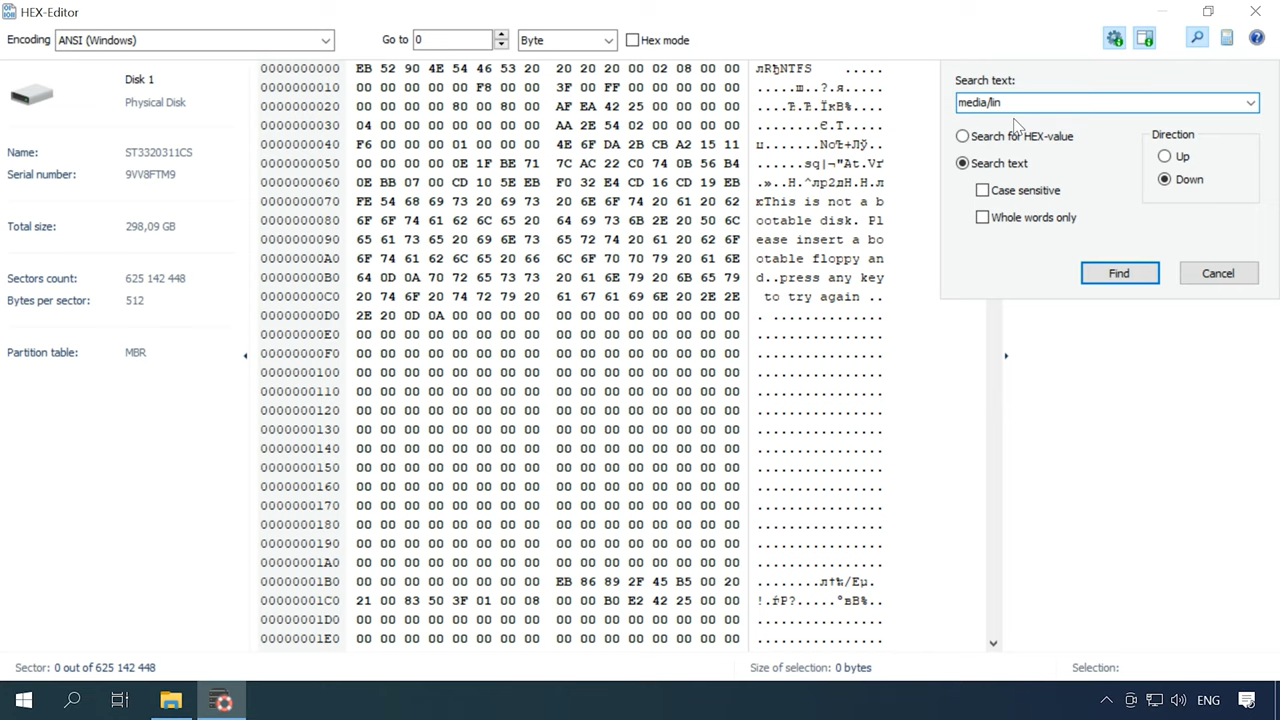 HEX-Editor
Encoding ANSI (Windows) Go to 0 Byte Hex mode
Disk 1
Physical Disk
Name: ST3320311CS
Serial number: 9VV8FTM9
Total size: 298,09 GB
Sectors count: 625 142 448
Bytes per sector: 512
Partition table: MBR
0000000000 EB 52 90 4E 54 46 53 20 20 20 20 00 02 08 00 00 лRђNTFS .....
0000000010 00 00 00 00 00 F8 00 00 3F 00 FF 00 00 08 00 00 .....ш..?.я.....
0000000020 00 00 00 00 80 00 80 00 AF EA 42 25 00 00 00 00 ....Ђ.Ђ.ЇкB%....
0000000030 04 00 00 00 00 00 00 00 AA 2E 54 02 00 00 00 00 ........Є.T.....
0000000040 F6 00 00 00 01 00 00 00 4E 6F DA 2B CB A2 15 11 ц.......NoЪ+Лў..
0000000050 00 00 00 00 0E 1F BE 71 7C AC 22 C0 74 0B 56 B4
0000000060 0E BB 07 00 CD 10 5E EB F0 32 E4 CD 16 CD 19 EB .»..Н.^лр2дН.Н.л
0000000070 FE 54 68 69 73 20 69 73 20 6E 6F 74 20 61 20 62 This is not a b
0000000080 6F 6F 74 61 62 6C 65 20 64 69 73 6B 2E 20 50 6C ootable disk. Pl
0000000090 65 61 73 65 20 69 6E 73 65 72 74 20 61 20 62 6F ease insert a bo
00000000A0 6F 74 61 62 6C 65 20 66 6C 6F 70 70 79 20 61 6E otable floppy an
00000000B0 64 0D 0A 70 72 65 73 73 20 61 6E 79 20 6B 65 79 d..press any key
00000000C0 20 74 6F 20 74 72 79 20 61 67 61 69 6E 20 2E 2E to try again ..
00000000D0 2E 20 0D 0A 00 00 00 00 00 00 00 00 00 00 00 00 . ..............
00000000E0 00 00 00 00 00 00 00 00 00 00 00 00 00 00 00 00 ................
00000000F0 00 00 00 00 00 00 00 00 00 00 00 00 00 00 00 00 ................
0000000100 00 00 00 00 00 00 00 00 00 00 00 00 00 00 00 00 ................
0000000110 00 00 00 00 00 00 00 00 00 00 00 00 00 00 00 00 ................
0000000120 00 00 00 00 00 00 00 00 00 00 00 00 00 00 00 00 ................
0000000130 00 00 00 00 00 00 00 00 00 00 00 00 00 00 00 00 ................
0000000140 00 00 00 00 00 00 00 00 00 00 00 00 00 00 00 00 ................
0000000150 00 00 00 00 00 00 00 00 00 00 00 00 00 00 00 00 ................
0000000160 00 00 00 00 00 00 00 00 00 00 00 00 00 00 00 00 ................
0000000170 00 00 00 00 00 00 00 00 00 00 00 00 00 00 00 00 ................
0000000180 00 00 00 00 00 00 00 00 00 00 00 00 00 00 00 00 ................
0000000190 00 00 00 00 00 00 00 00 00 00 00 00 00 00 00 00 ................
00000001A0 00 00 00 00 00 00 00 00 00 00 00 00 00 00 00 00 ................
00000001B0 00 00 00 00 00 00 00 00 EB 86 89 2F 45 B5 00 20 ........л†‰/Eµ.
00000001C0 21 00 83 50 3F 01 00 08 00 00 B0 E2 42 25 00 00 !.ѓP?.....°вB%..
00000001D0 00 00 00 00 00 00 00 00 00 00 00 00 00 00 00 00 ................
00000001E0 00 00 00 00 00 00 00 00 00 00 00 00 00 00 00 00 ................
Search text:
media/lin
Search for HEX-value
Search text
Case sensitive
Whole words only
Direction
Up
Down
Find Cancel
Sector: 0 out of 625 142 448 Size of selection: 0 bytes Selection:
ENG